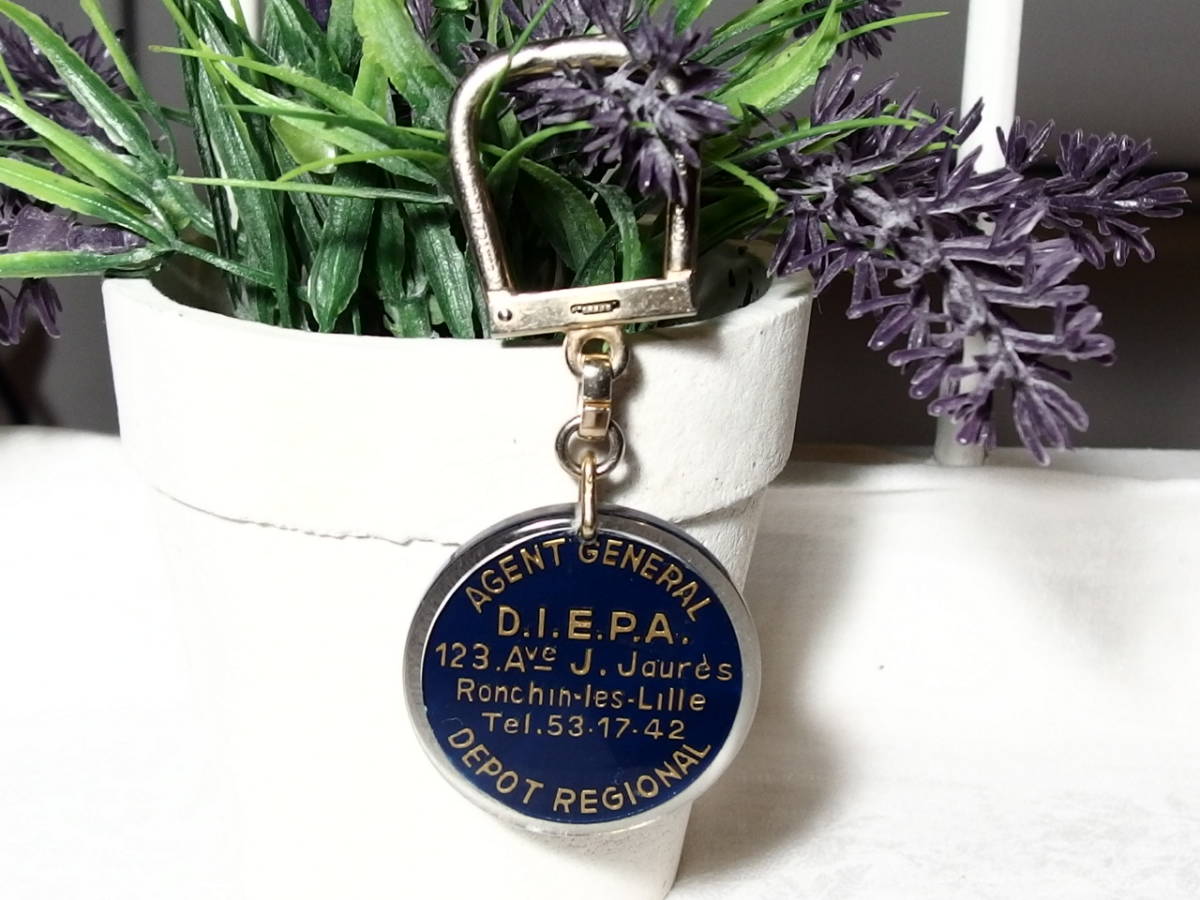 AGENT GENERAL
D.I.E.P.A.
123.Ave J. Jaurès
Ronchin-les-Lille
Tel.53.17.42
DEPOT REGIONAL